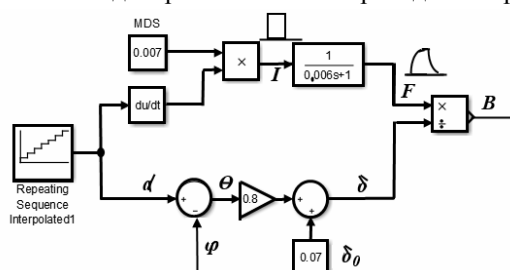 MDS
0.007
×
I
1
0.006s+1
F
×
÷
B
du/dt
Repeating
Sequence
Interpolated1
d
+
-
Θ
0.8
+
+
δ
φ
0.07
δ₀